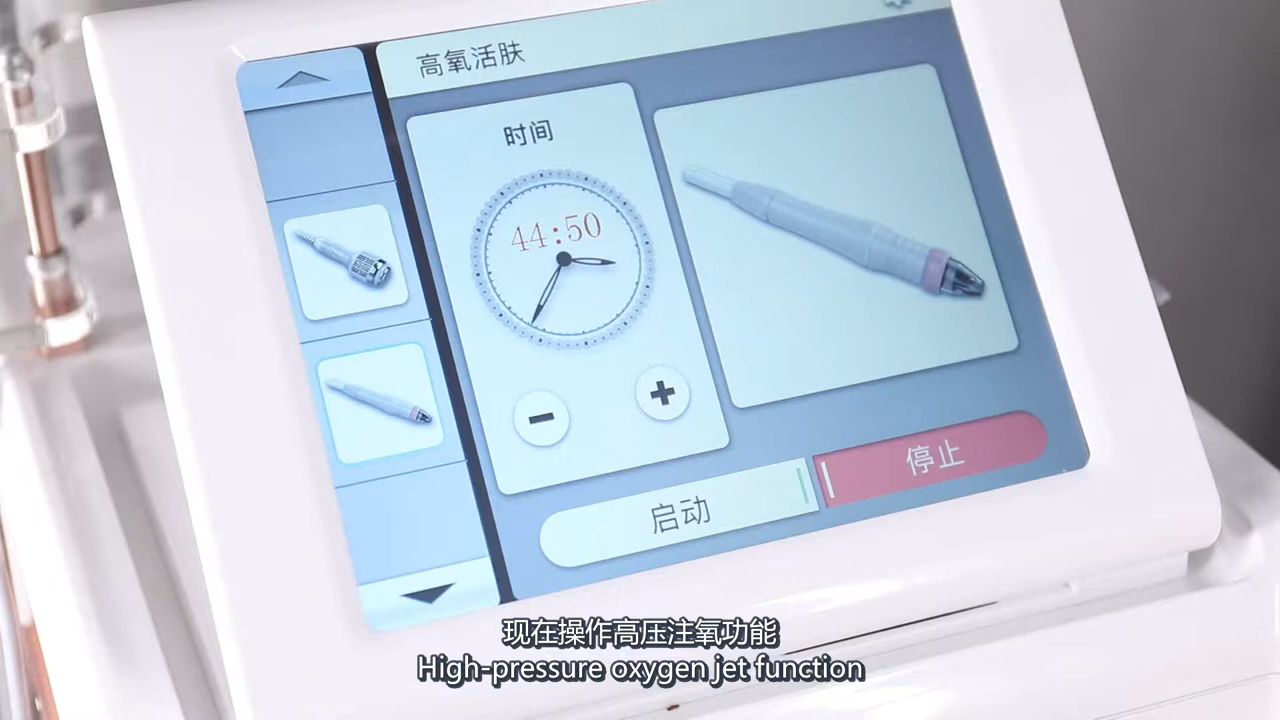 高氧活肤
时间
44:50
启动
停止
现在操作高压注氧功能
High-pressure oxygen jet function